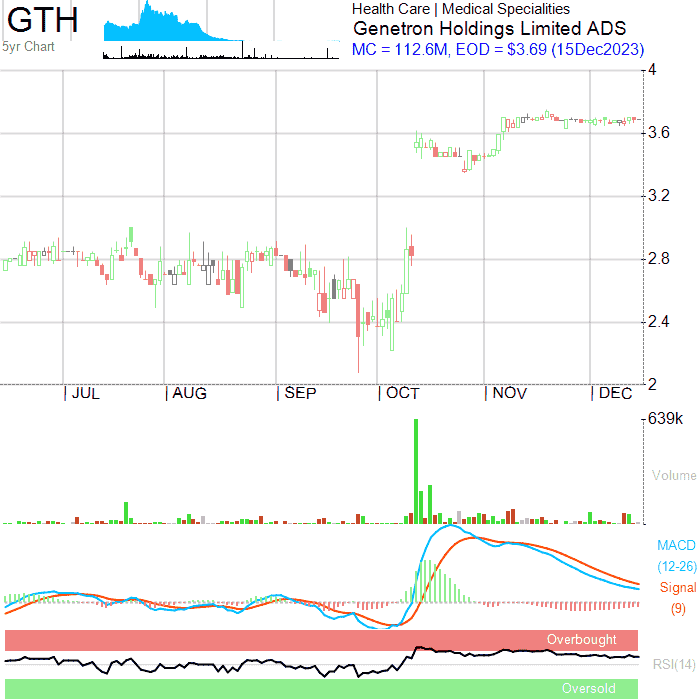 GTH
5yr Chart
Health Care | Medical Specialities
Genetron Holdings Limited ADS
MC = 112.6M, EOD = $3.69 (15Dec2023)
4
3.6
3.2
2.8
2.4
2
| JUL | AUG | SEP | OCT | NOV | DEC
639k
Volume
MACD
(12-26)
Signal
(9)
Overbought
RSI(14)
Oversold